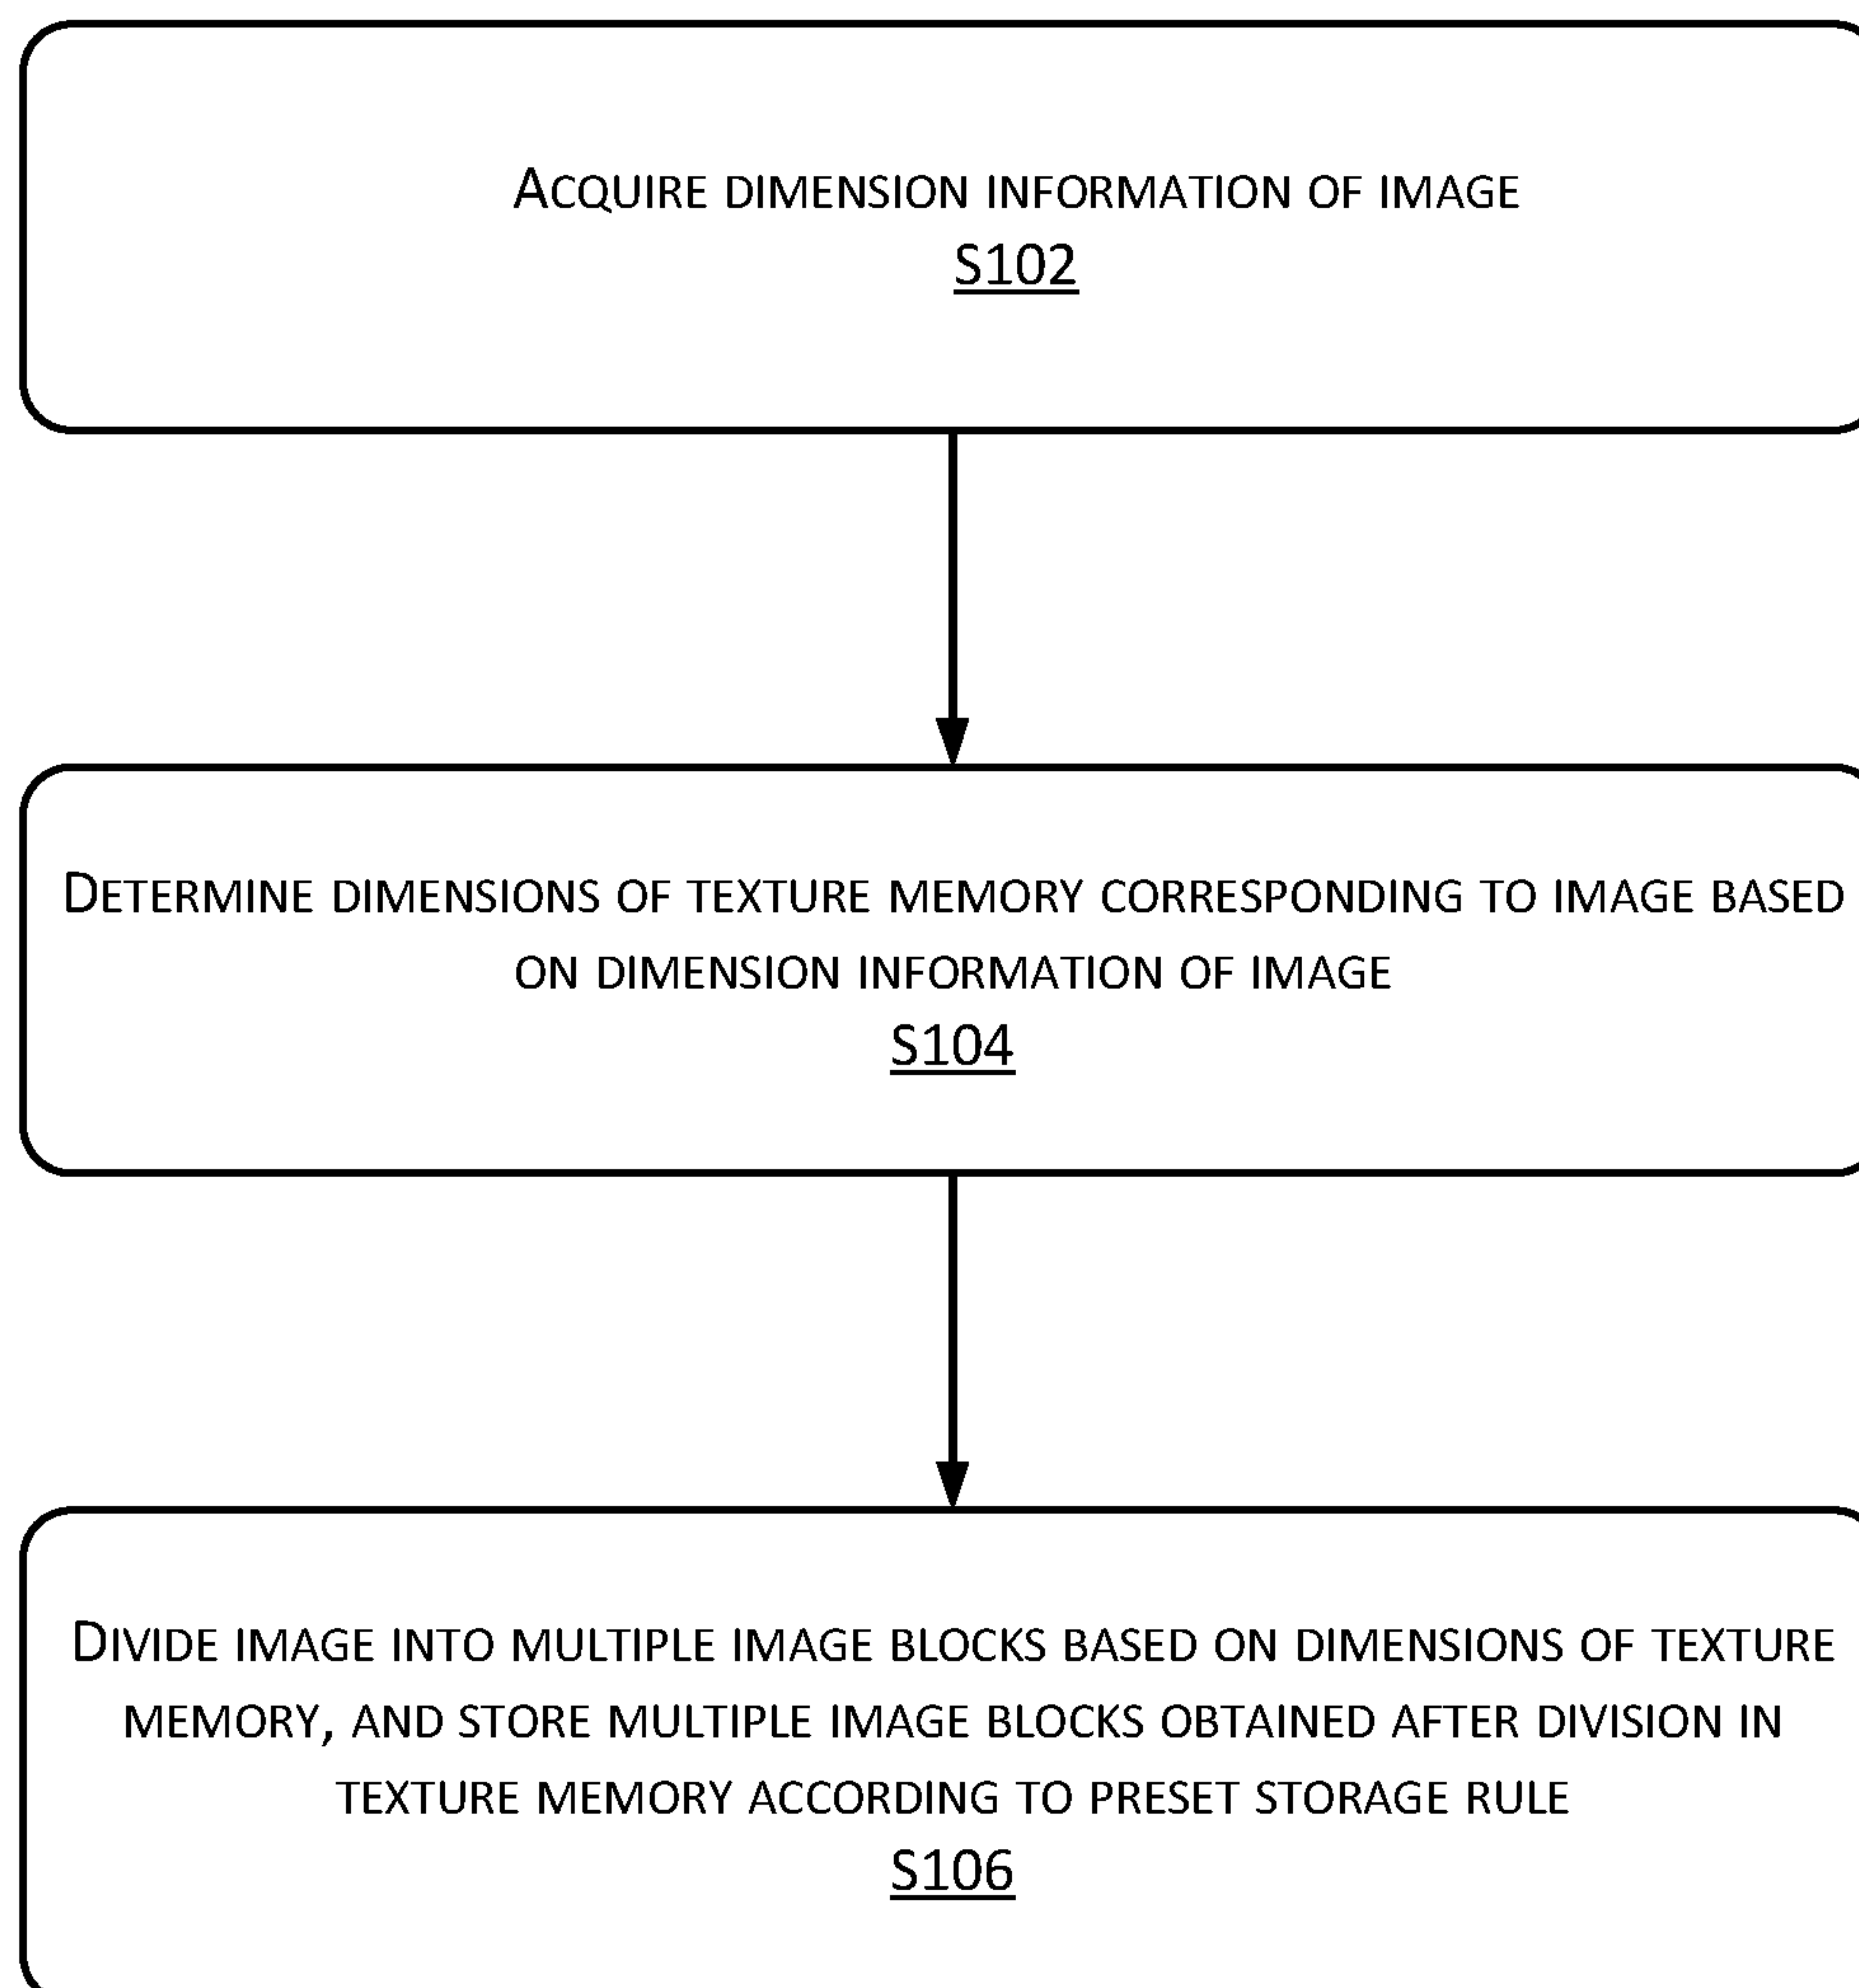 Acquire dimension information of image
S102
Determine dimensions of texture memory corresponding to image based
on dimension information of image
S104
Divide image into multiple image blocks based on dimensions of texture
memory, and store multiple image blocks obtained after division in
texture memory according to preset storage rule
S106